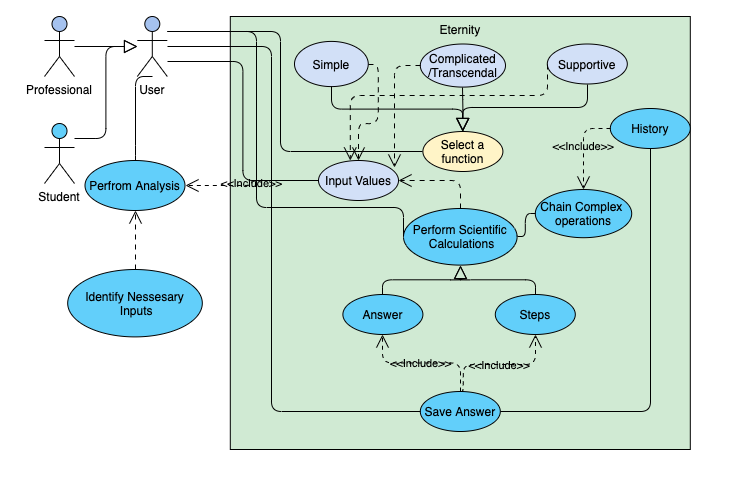 Eternity
Professional
User
Simple
Complicated
/Transcendal
Supportive
History
Student
Select a
function
<<Include>>
Perfrom Analysis
<<Include>>
Input Values
Chain Complex
operations
Perform Scientific
Calculations
Identify Nessesary
Inputs
Answer
Steps
<<Include>>
<<Include>>
Save Answer